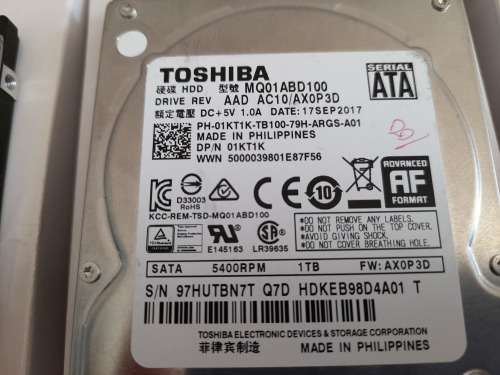 TOSHIBA
SERIAL
ATA
硬碟 HDD 型號 MQ01ABD100
DRIVE REV AAD AC10/AX0P3D
額定電壓 DC+5V 1.0A DATE: 17SEP2017
PH-01KT1K-TB100-79H-ARGS-A01
MADE IN PHILIPPINES
DP/N 01KT1K
WWN 5000039801E87F56
ADVANCED
AF
FORMAT
D33003
RoHS
10
KCC-REM-TSD-MQ01ABD100
E145163
LR39635
*DO NOT REMOVE ANY LABELS.
*DO NOT PUSH ON THE TOP COVER.
*AVOID GIVING SHOCK.
*DO NOT COVER BREATHING HOLE.
SATA 5400RPM 1TB FW: AX0P3D
S/N 97HUTBN7T Q7D HDKEB98D4A01 T
TOSHIBA ELECTRONIC DEVICES & STORAGE CORPORATION
菲律宾制造 MADE IN PHILIPPINES